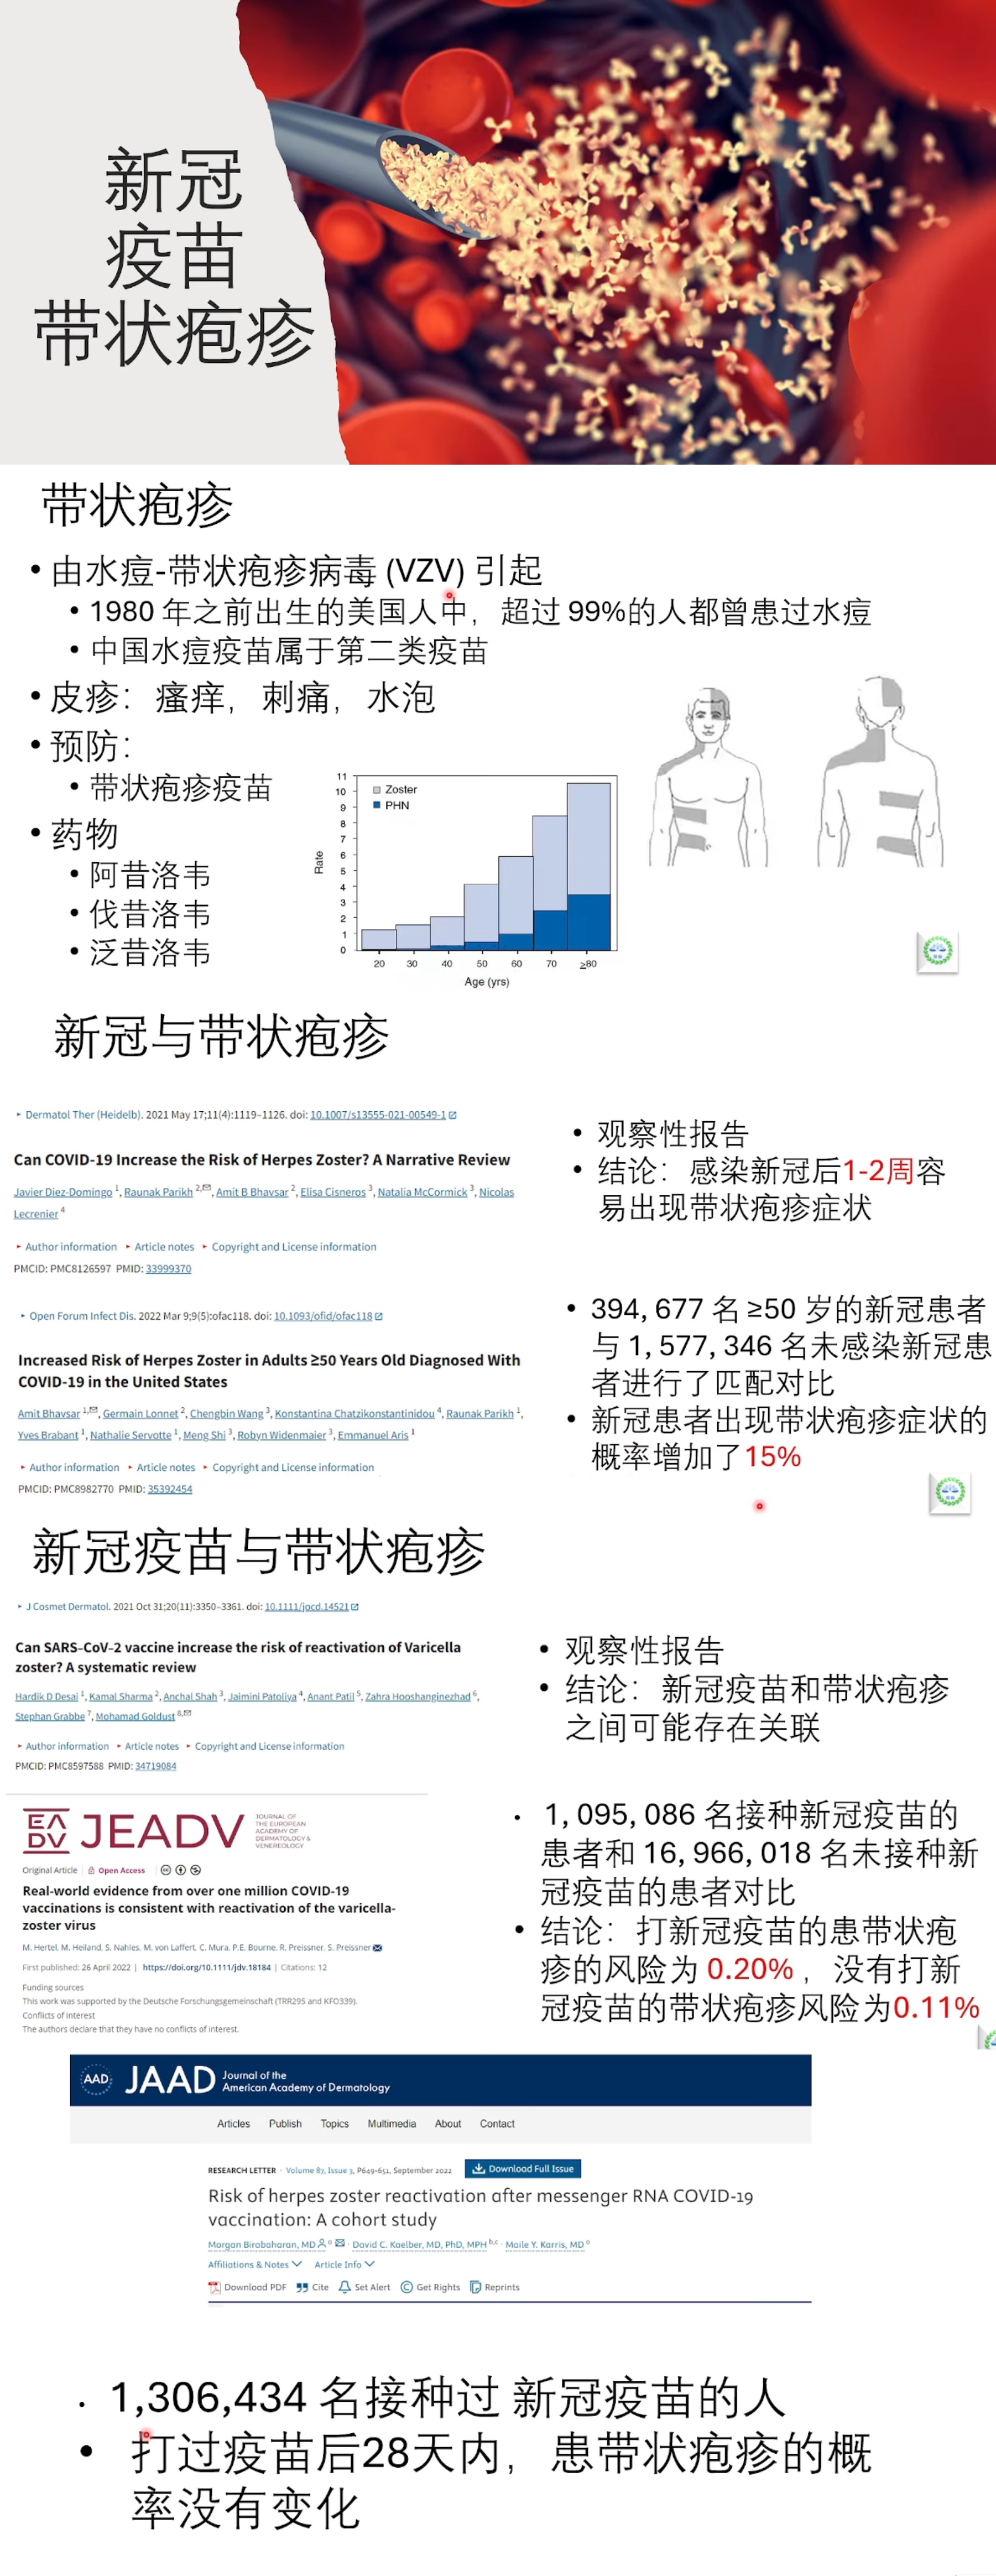 新冠
疫苗
带状疱疹
带状疱疹
• 由水痘-带状疱疹病毒 (VZV) 引起
• 1980 年之前出生的美国人中，超过 99%的人都曾患过水痘
• 中国水痘疫苗属于第二类疫苗
• 皮疹：瘙痒，刺痛，水泡
• 预防：
• 带状疱疹疫苗
• 药物
• 阿昔洛韦
• 伐昔洛韦
• 泛昔洛韦
Zoster
PHN
Rate
11
10
9
8
7
6
5
4
3
2
1
0
20 30 40 50 60 70 ≥80
Age (yrs)
新冠与带状疱疹
Dermatol Ther (Heidelb). 2021 May 17;11(4):1119–1126. doi: 10.1007/s13555-021-00549-1
Can COVID-19 Increase the Risk of Herpes Zoster? A Narrative Review
Javier Diez-Domingo 1, Raunak Parikh 2,✉, Amit B Bhavsar 2, Elisa Cisneros 3, Natalia McCormick 3, Nicolas
Lecrenier 4
▸ Author information ▸ Article notes ▸ Copyright and License information
PMCID: PMC8126597 PMID: 33999370
• 观察性报告
• 结论：感染新冠后1-2周容
易出现带状疱疹症状
Open Forum Infect Dis. 2022 Mar 9;9(5):ofac118. doi: 10.1093/ofid/ofac118
Increased Risk of Herpes Zoster in Adults ≥50 Years Old Diagnosed With
COVID-19 in the United States
Amit Bhavsar 1,✉, Germain Lonnet 2, Chengbin Wang 3, Konstantina Chatzikonstantinidou 4, Raunak Parikh 1,
Yves Brabant 1, Nathalie Servotte 1, Meng Shi 3, Robyn Widenmaier 3, Emmanuel Aris 1
▸ Author information ▸ Article notes ▸ Copyright and License information
PMCID: PMC8982770 PMID: 35392454
• 394, 677 名 ≥50 岁的新冠患者
与 1, 577, 346 名未感染新冠患
者进行了匹配对比
• 新冠患者出现带状疱疹症状的
概率增加了15%
新冠疫苗与带状疱疹
J Cosmet Dermatol. 2021 Oct 31;20(11):3350–3361. doi: 10.1111/jocd.14521
Can SARS-CoV-2 vaccine increase the risk of reactivation of Varicella
zoster? A systematic review
Hardik D Desai 1, Kamal Sharma 2, Anchal Shah 3, Jaimini Patoliya 4, Anant Patil 5, Zahra Hooshanginezhad 6,
Stephan Grabbe 7, Mohamad Goldust 8,✉
▸ Author information ▸ Article notes ▸ Copyright and License information
PMCID: PMC8597588 PMID: 34719084
• 观察性报告
• 结论：新冠疫苗和带状疱疹
之间可能存在关联
EADV JEADV
JOURNAL OF
THE EUROPEAN
ACADEMY OF
DERMATOLOGY &
VENEREOLOGY
Original Article Open Access
Real-world evidence from over one million COVID-19
vaccinations is consistent with reactivation of the varicella-
zoster virus
M. Hertel, M. Heiland, S. Nahles, M. von Laffert, C. Mura, P.E. Bourne, R. Preissner, S. Preissner
First published: 26 April 2022 | https://doi.org/10.1111/jdv.18184 | Citations: 12
Funding sources
This work was supported by the Deutsche Forschungsgemeinschaft (TRR295 and KFO339).
Conflicts of interest
The authors declare that they have no conflicts of interest.
• 1, 095, 086 名接种新冠疫苗的
患者和 16, 966, 018 名未接种新
冠疫苗的患者对比
• 结论：打新冠疫苗的患带状疱
疹的风险为 0.20%，没有打新
冠疫苗的带状疱疹风险为0.11%
AAD JAAD
Journal of the
American Academy of Dermatology
Articles Publish Topics Multimedia About Contact
RESEARCH LETTER · Volume 87, Issue 3, P649-651, September 2022
Download Full Issue
Risk of herpes zoster reactivation after messenger RNA COVID-19
vaccination: A cohort study
Morgan Birabaharan, MD a · David C. Kaelber, MD, PhD, MPH b,c · Maile Y. Karris, MD a
Affiliations & Notes Article Info
Download PDF Cite Set Alert Get Rights Reprints
• 1,306,434 名接种过 新冠疫苗的人
• 打过疫苗后28天内，患带状疱疹的概
率没有变化